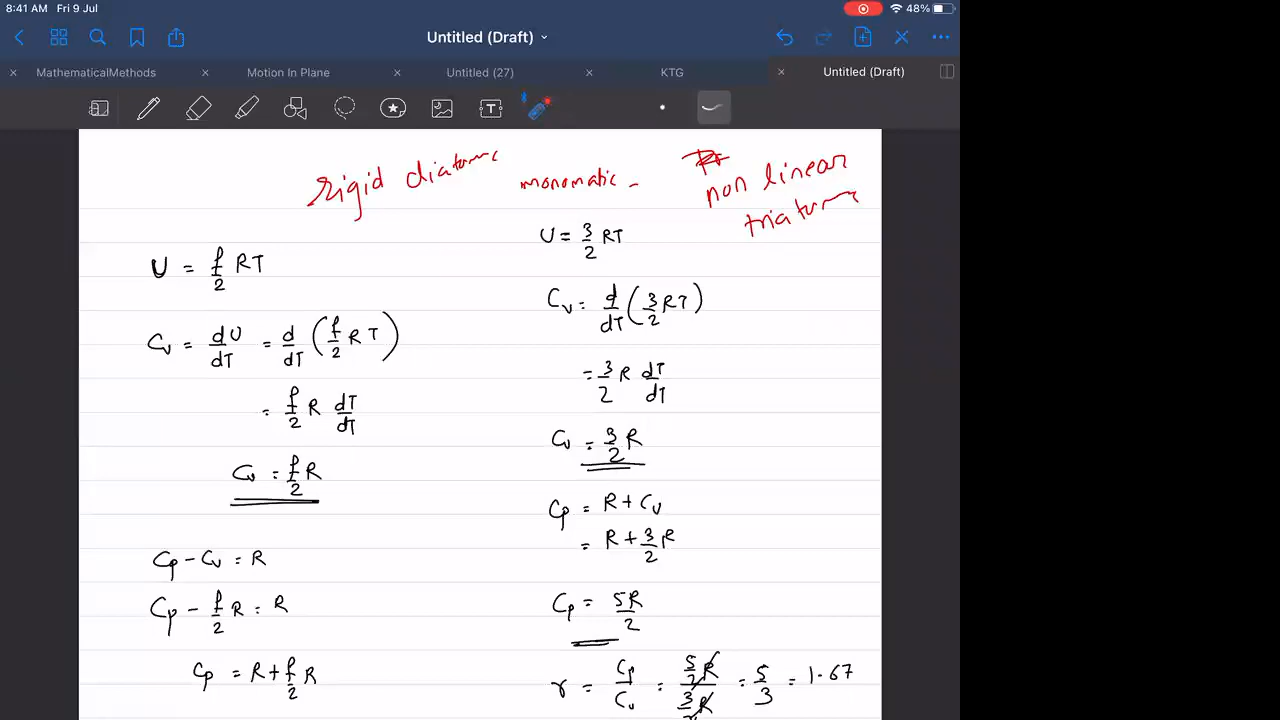 8:41 AM Fri 9 Jul
48%
Untitled (Draft)
MathematicalMethods
Motion In Plane
Untitled (27)
KTG
Untitled (Draft)
rigid diatomic
monomatic -
non linear
triatomic
U = f/2 RT
Cv = dU/dT = d/dT (f/2 RT)
= f/2 R dT/dT
Cv = f/2 R
Cp - Cv = R
Cp - f/2 R = R
Cp = R + f/2 R
U = 3/2 RT
Cv = d/dT (3/2 RT)
= 3/2 R dT/dT
Cv = 3/2 R
Cp = R + Cv
= R + 3/2 R
Cp = 5R/2
γ = Cp/Cv = 5/2 R / 3/2 R = 5/3 = 1.67